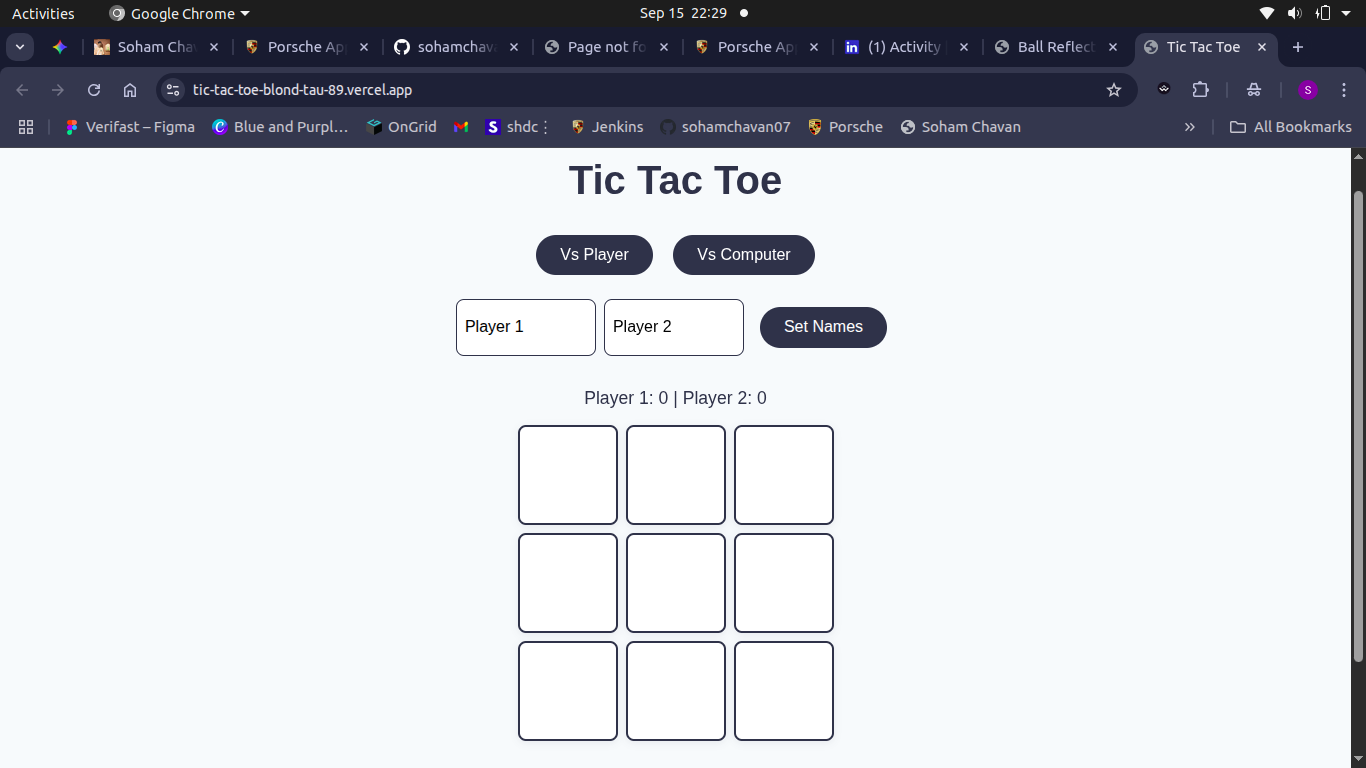 Activities Google Chrome Sep 15 22:29
Soham Cha Porsche Ap sohamchav Page not fo Porsche App (1) Activity Ball Reflect Tic Tac Toe
tic-tac-toe-blond-tau-89.vercel.app S
Verifast – Figma Blue and Purpl... OnGrid shdc Jenkins sohamchavan07 Porsche Soham Chavan » All Bookmarks
Tic Tac Toe
Vs Player Vs Computer
Player 1 Player 2 Set Names
Player 1: 0 | Player 2: 0